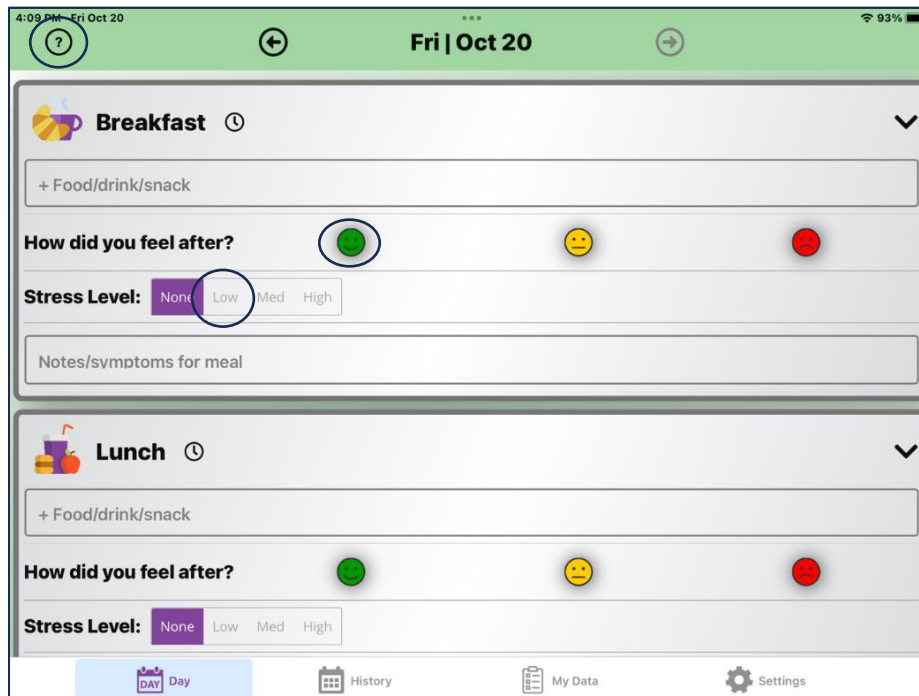 4:09 PM Fri Oct 20
93%
? Fri | Oct 20
Breakfast
+ Food/drink/snack
How did you feel after?
Stress Level: None Low Med High
Notes/symptoms for meal
Lunch
+ Food/drink/snack
How did you feel after?
Stress Level: None Low Med High
DAY Day History My Data Settings